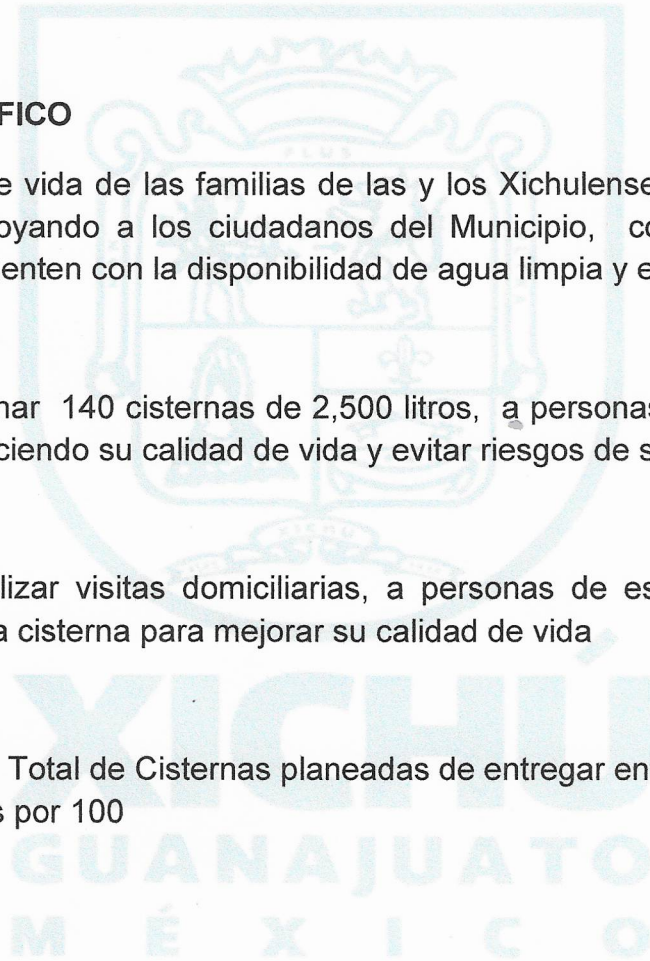 FICO
e vida de las familias de las y los Xichulense
oyando a los ciudadanos del Municipio, co
enten con la disponibilidad de agua limpia y e
PLUS
nar 140 cisternas de 2,500 litros, a personas
ciendo su calidad de vida y evitar riesgos de s
XICHÚ
lizar visitas domiciliarias, a personas de es
a cisterna para mejorar su calidad de vida
Total de Cisternas planeadas de entregar en
s por 100
XICHÚ
GUANAJUATO
MÉXICO